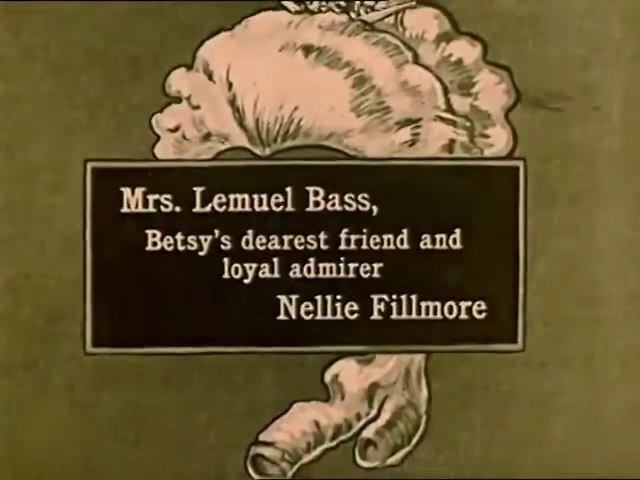 Mrs. Lemuel Bass,
Betsy's dearest friend and
loyal admirer
Nellie Fillmore